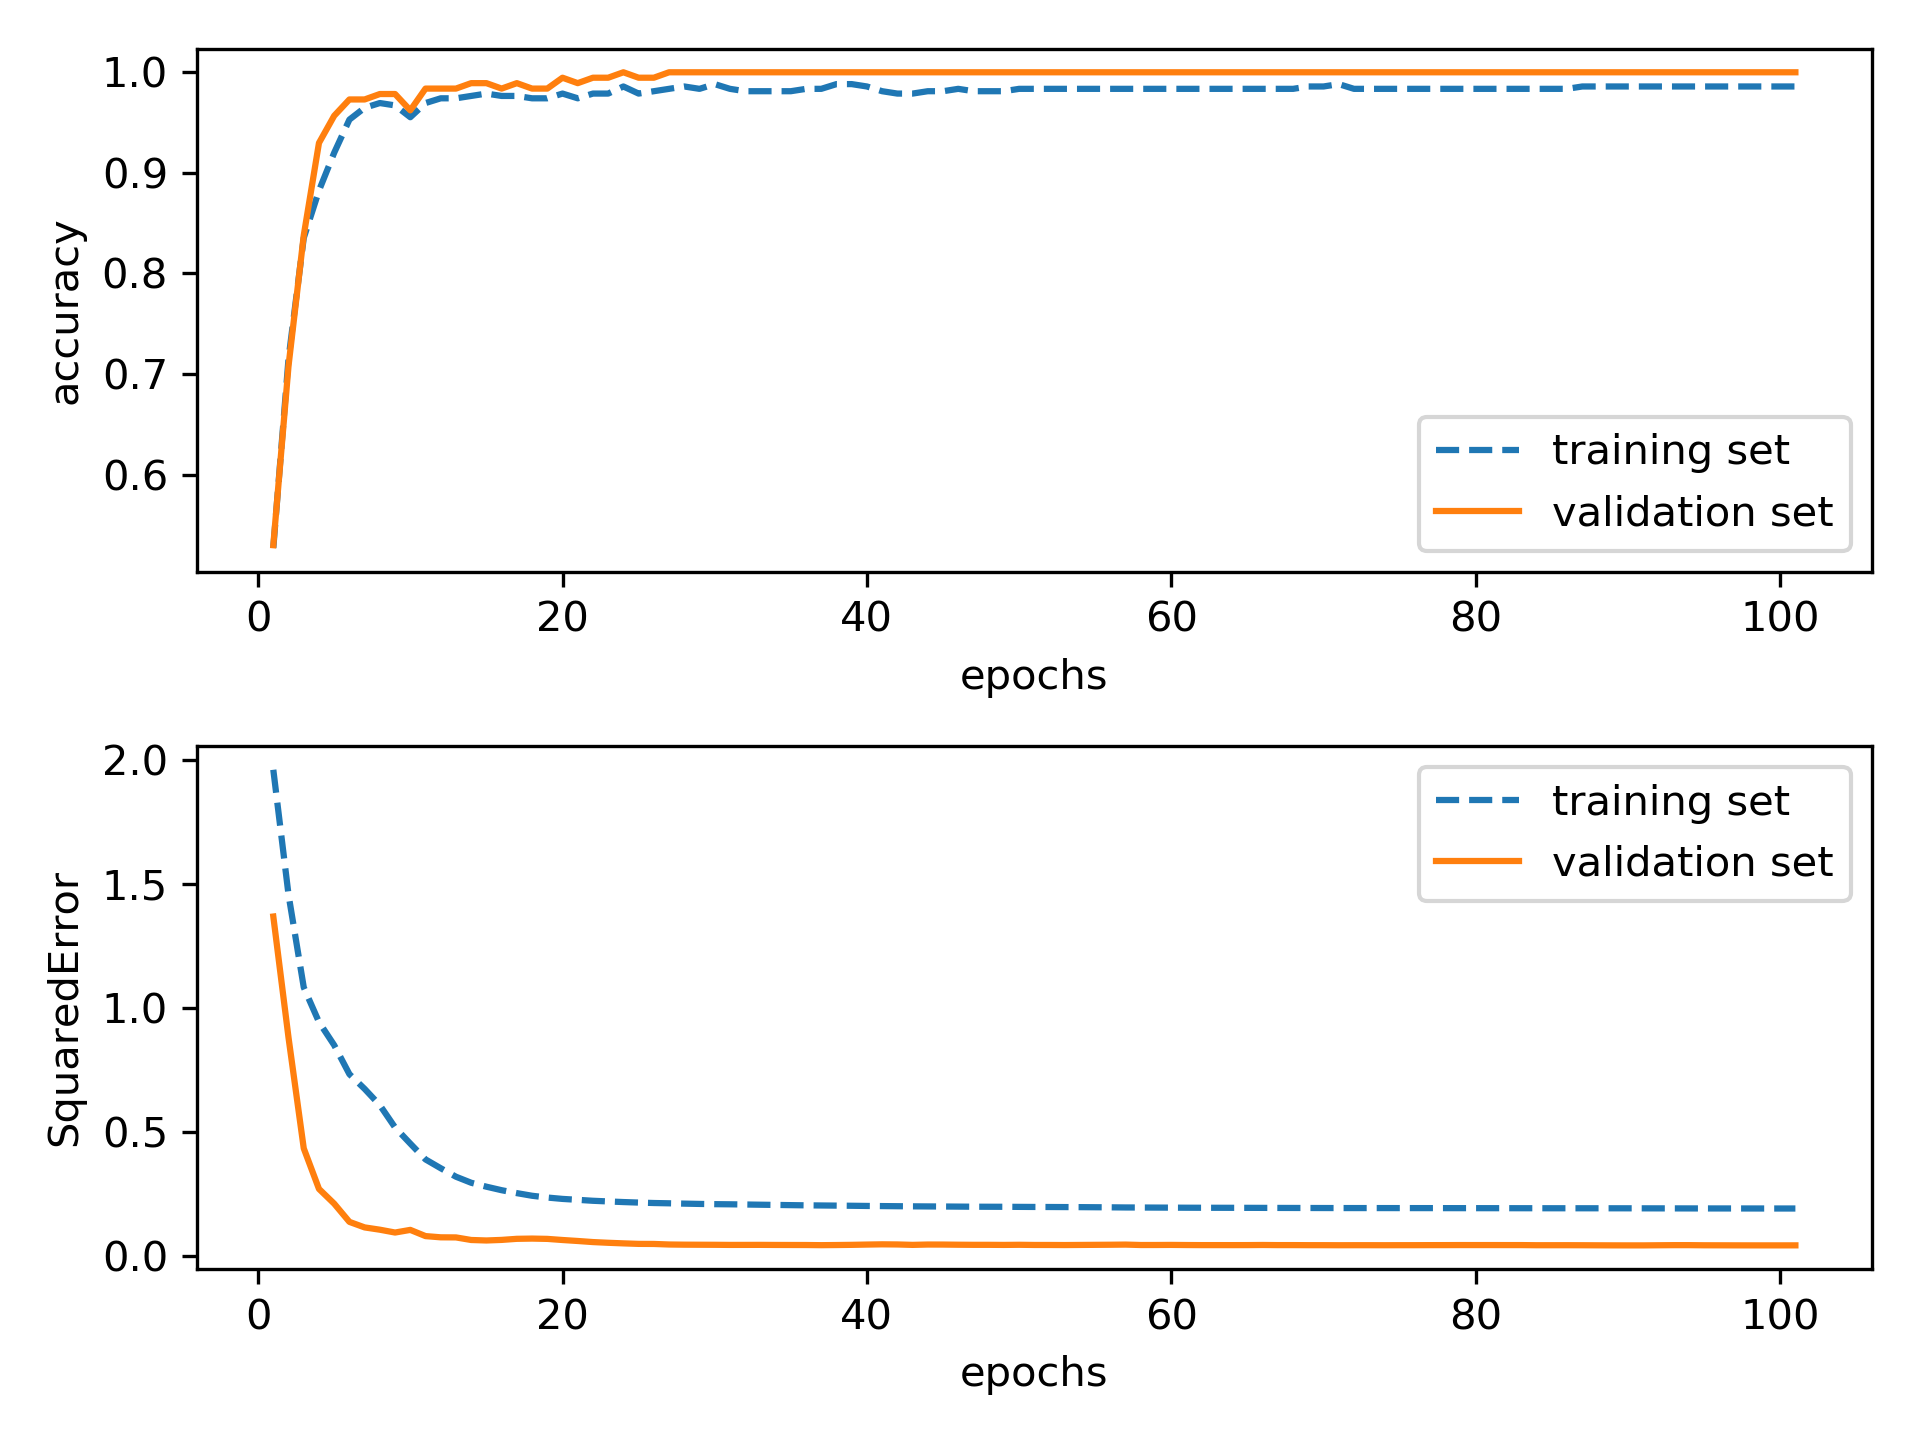 accuracy
1.0
0.9
0.8
0.7
0.6
training set
validation set
0 20 40 60 80 100
epochs
SquaredError
2.0
1.5
1.0
0.5
0.0
training set
validation set
0 20 40 60 80 100
epochs